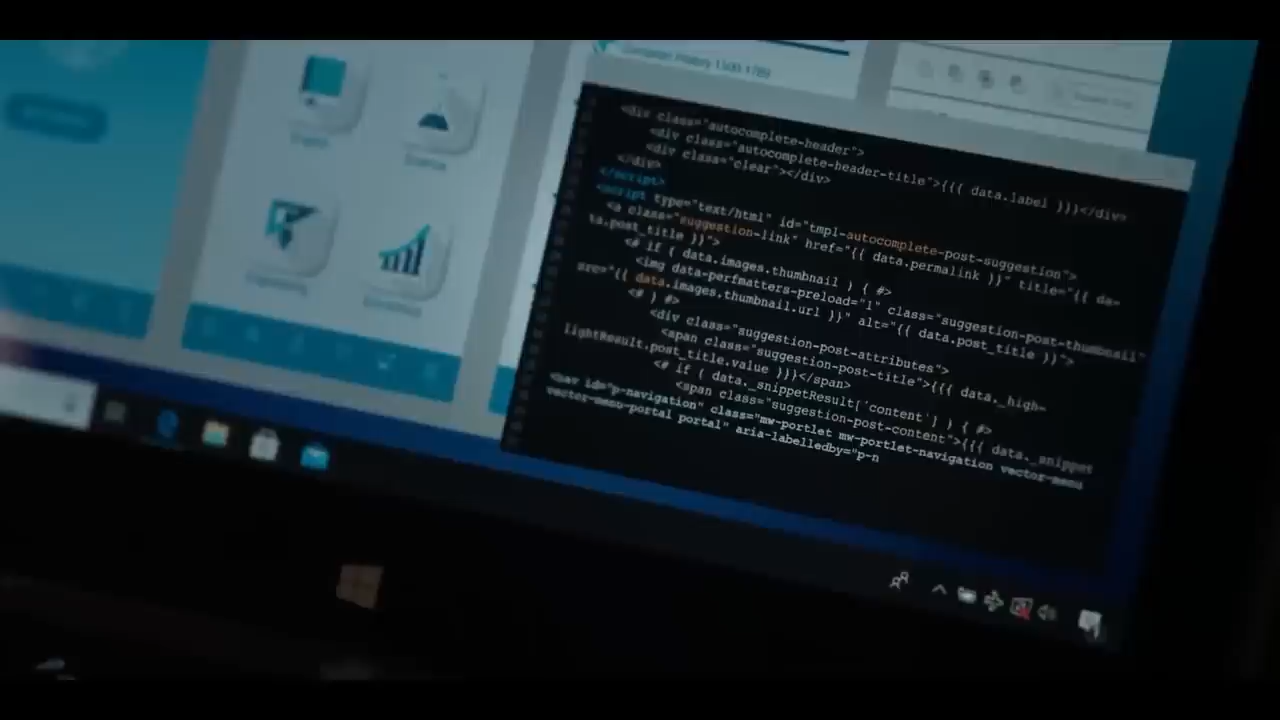 European History 1500-1789
<div class="autocomplete-header">
<div class="autocomplete-header-title">{{{ data.label }}}</div>
<div class="clear"></div>
</div>
</script>
<script type="text/html" id="tmpl-autocomplete-post-suggestion">
<a class="suggestion-link" href="{{ data.permalink }}" title="{{ da-
ta.post_title }}">
<# if ( data.images.thumbnail ) { #>
<img data-perfmatters-preload="1" class="suggestion-post-thumbnail"
src="{{ data.images.thumbnail.url }}" alt="{{ data.post_title }}">
<# } #>
<div class="suggestion-post-attributes">
<span class="suggestion-post-title">{{{ data._high-
lightResult.post_title.value }}}</span>
<# if ( data._snippetResult['content'] ) { #>
<span class="suggestion-post-content">{{{ data._snippet
<nav id="p-navigation" class="mw-portlet mw-portlet-navigation vector-menu
vector-menu-portal portal" aria-labelledby="p-n